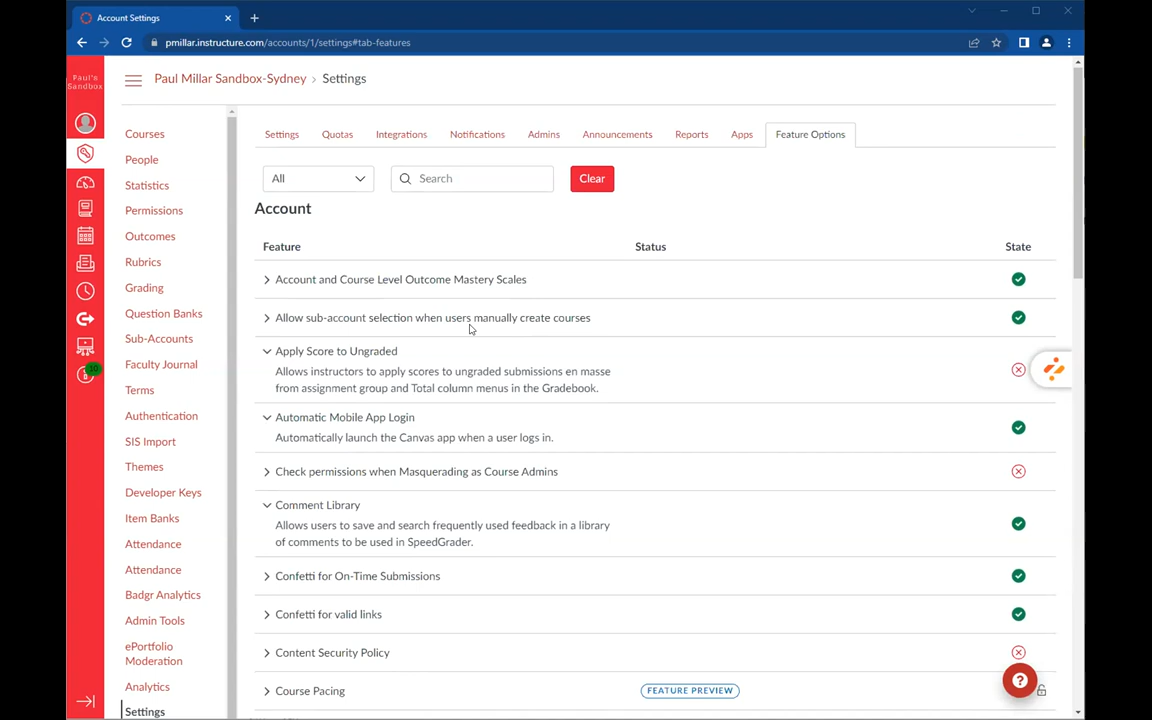 Account Settings
pmillar.instructure.com/accounts/1/settings#tab-features
Paul's
Sandbox
Paul Millar Sandbox-Sydney › Settings
Courses
People
Statistics
Permissions
Outcomes
Rubrics
Grading
Question Banks
Sub-Accounts
Faculty Journal
Terms
Authentication
SIS Import
Themes
Developer Keys
Item Banks
Attendance
Attendance
Badgr Analytics
Admin Tools
ePortfolio
Moderation
Analytics
Settings
10
Settings Quotas Integrations Notifications Admins Announcements Reports Apps Feature Options
All Search Clear
Account
Feature Status State
Account and Course Level Outcome Mastery Scales
Allow sub-account selection when users manually create courses
Apply Score to Ungraded
Allows instructors to apply scores to ungraded submissions en masse
from assignment group and Total column menus in the Gradebook.
Automatic Mobile App Login
Automatically launch the Canvas app when a user logs in.
Check permissions when Masquerading as Course Admins
Comment Library
Allows users to save and search frequently used feedback in a library
of comments to be used in SpeedGrader.
Confetti for On-Time Submissions
Confetti for valid links
Content Security Policy
Course Pacing FEATURE PREVIEW